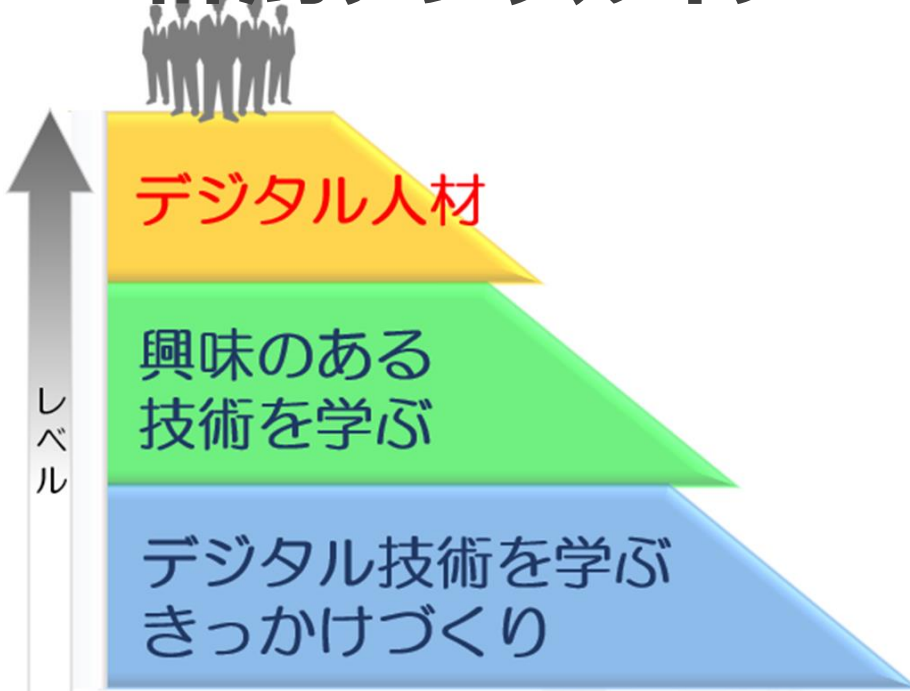 デジタル人材
興味のある
技術を学ぶ
レベル
デジタル技術を学ぶ
きっかけづくり